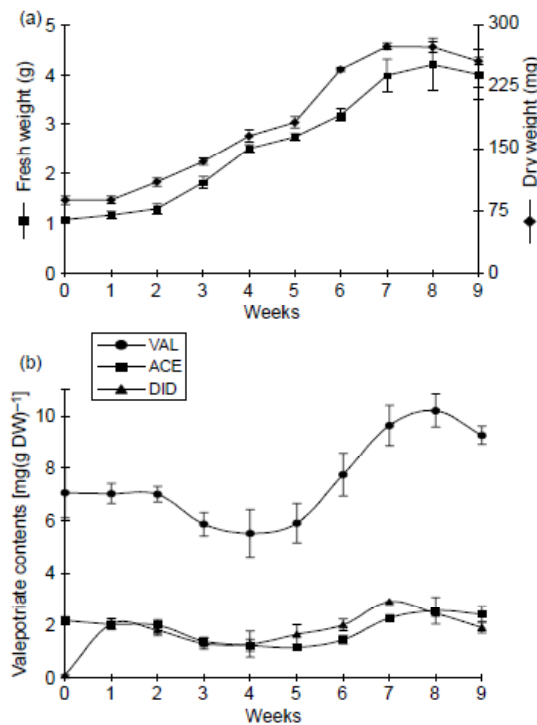 (a)
5
4
3
2
1
0
Fresh weight (g)
300
225
150
75
0
Dry weight (mg)
0 1 2 3 4 5 6 7 8 9
Weeks
(b)
VAL
ACE
DID
10
8
6
4
2
0
Valepotriate contents [mg(g DW)⁻¹]
0 1 2 3 4 5 6 7 8 9
Weeks